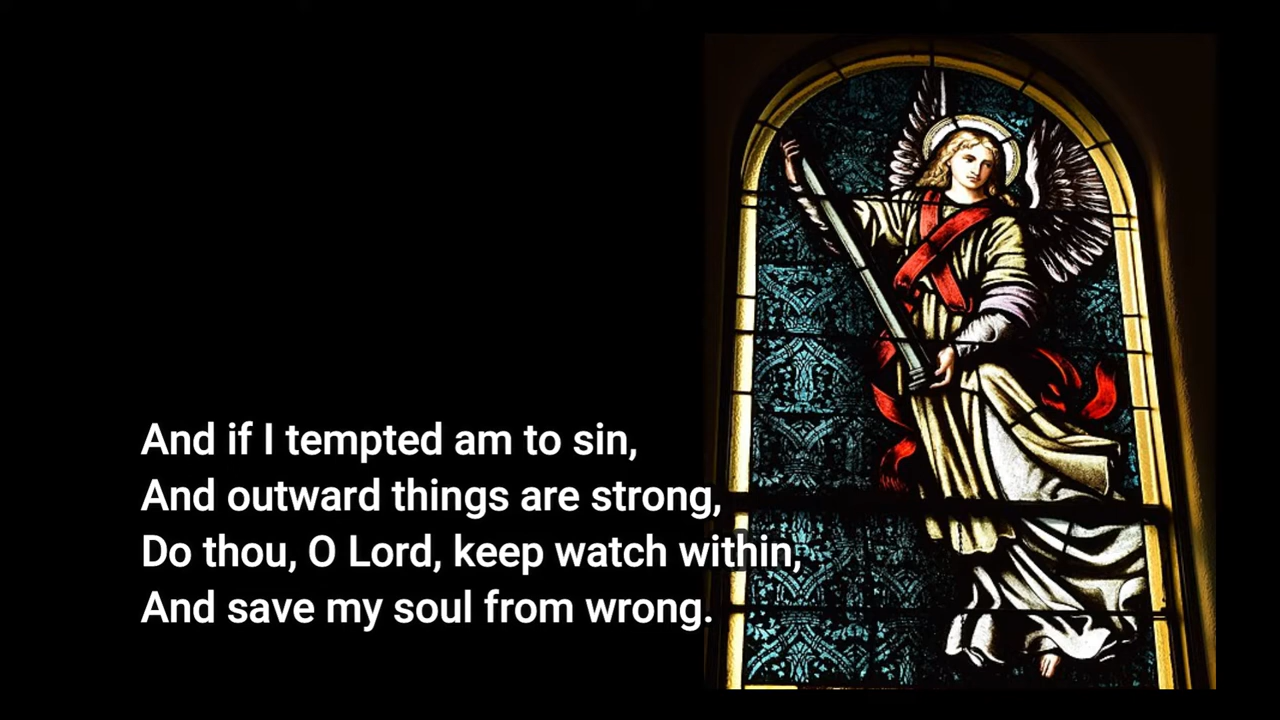 And if I tempted am to sin,
And outward things are strong,
Do thou, O Lord, keep watch within,
And save my soul from wrong.